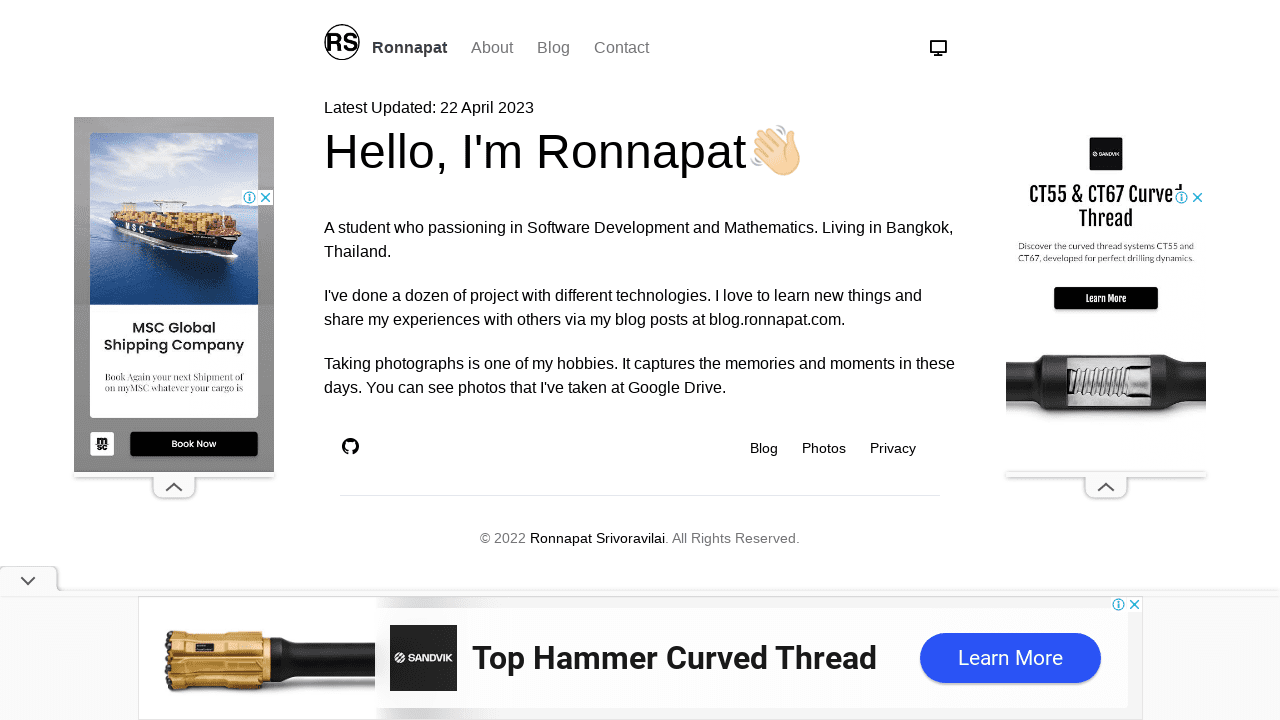 RS Ronnapat About Blog Contact
Latest Updated: 22 April 2023
Hello, I'm Ronnapat👋🏻
A student who passioning in Software Development and Mathematics. Living in Bangkok,
Thailand.
I've done a dozen of project with different technologies. I love to learn new things and
share my experiences with others via my blog posts at blog.ronnapat.com.
Taking photographs is one of my hobbies. It captures the memories and moments in these
days. You can see photos that I've taken at Google Drive.
Blog Photos Privacy
© 2022 Ronnapat Srivoravilai. All Rights Reserved.
MSC
MSC Global
Shipping Company
Book Again your next Shipment of
on myMSC whatever your cargo is
msc
Book Now
SANDVIK
CT55 & CT67 Curved
Thread
Discover the curved thread systems CT55 and
CT67, developed for perfect drilling dynamics.
Learn More
SANDVIK
Top Hammer Curved Thread
Learn More